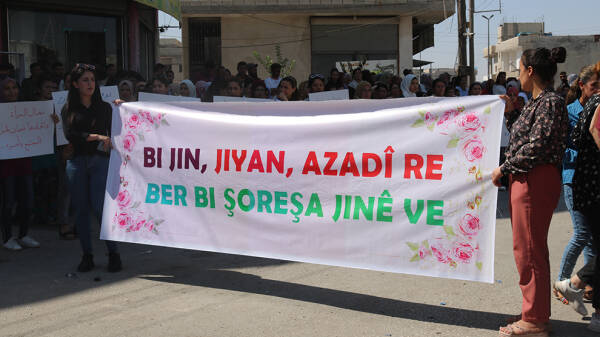 BI JIN, JIYAN, AZADÎ RE
BER BI ŞOREŞA JINÊ VE